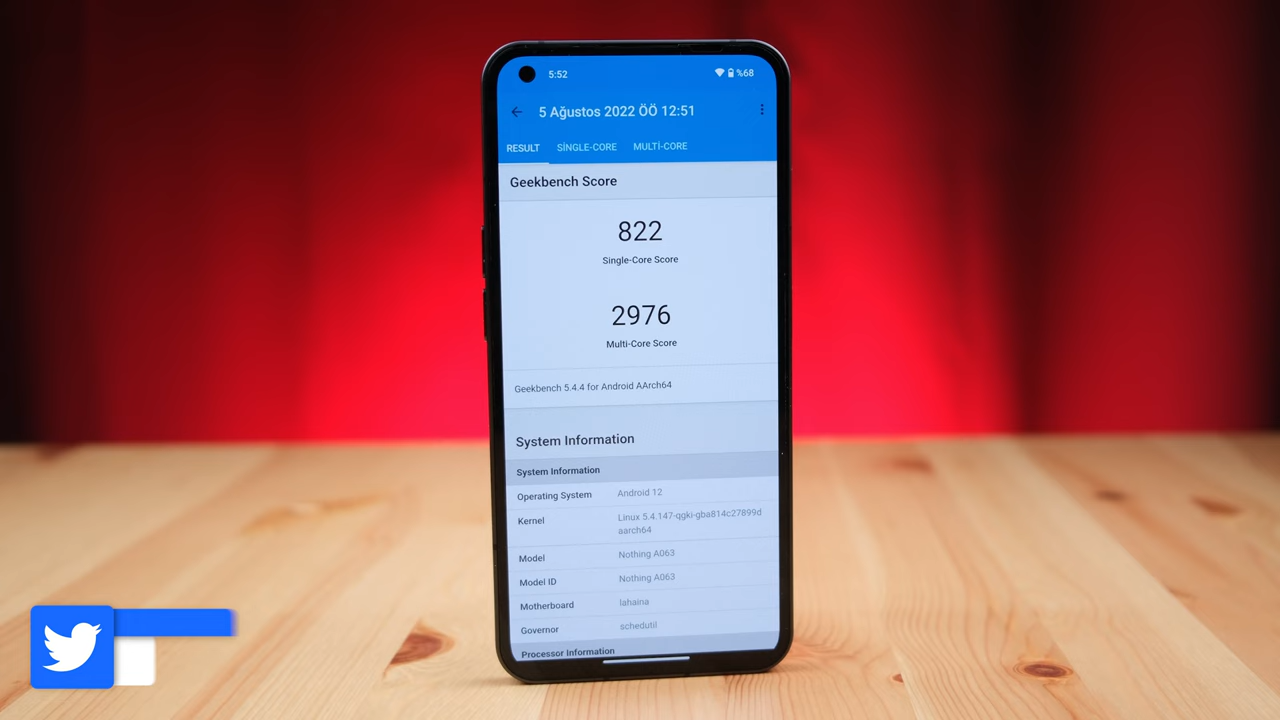 5:52 %68
5 Ağustos 2022 ÖÖ 12:51
RESULT SİNGLE-CORE MULTİ-CORE
Geekbench Score
822
Single-Core Score
2976
Multi-Core Score
Geekbench 5.4.4 for Android AArch64
System Information
System Information
Operating System Android 12
Kernel Linux 5.4.147-qgki-gba814c27899d
aarch64
Model Nothing A063
Model ID Nothing A063
Motherboard lahaina
Governor schedutil
Processor Information